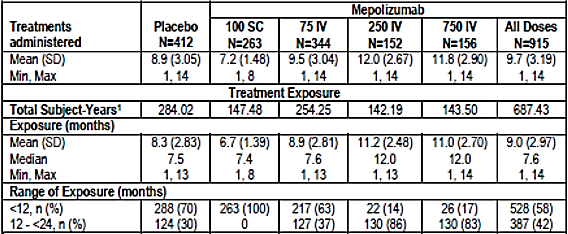 Mepolizumab
Treatments administered Placebo N=412 100 SC N=263 75 IV N=344 250 IV N=152 750 IV N=156 All Doses N=915
Mean (SD) 8.9 (3.05) 7.2 (1.48) 9.5 (3.04) 12.0 (2.67) 11.8 (2.90) 9.7 (3.19)
Min, Max 1, 14 1, 8 1, 14 1, 14 1, 14 1, 14
Treatment Exposure
Total Subject-Years1 284.02 147.48 254.25 142.19 143.50 687.43
Exposure (months)
Mean (SD) 8.3 (2.83) 6.7 (1.39) 8.9 (2.81) 11.2 (2.48) 11.0 (2.70) 9.0 (2.97)
Median 7.5 7.4 7.6 12.0 12.0 7.6
Min, Max 1, 13 1, 8 1, 13 1, 13 1, 14 1, 14
Range of Exposure (months)
<12, n (%) 288 (70) 263 (100) 217 (63) 22 (14) 26 (17) 528 (58)
12 - <24, n (%) 124 (30) 0 127 (37) 130 (86) 130 (83) 387 (42)